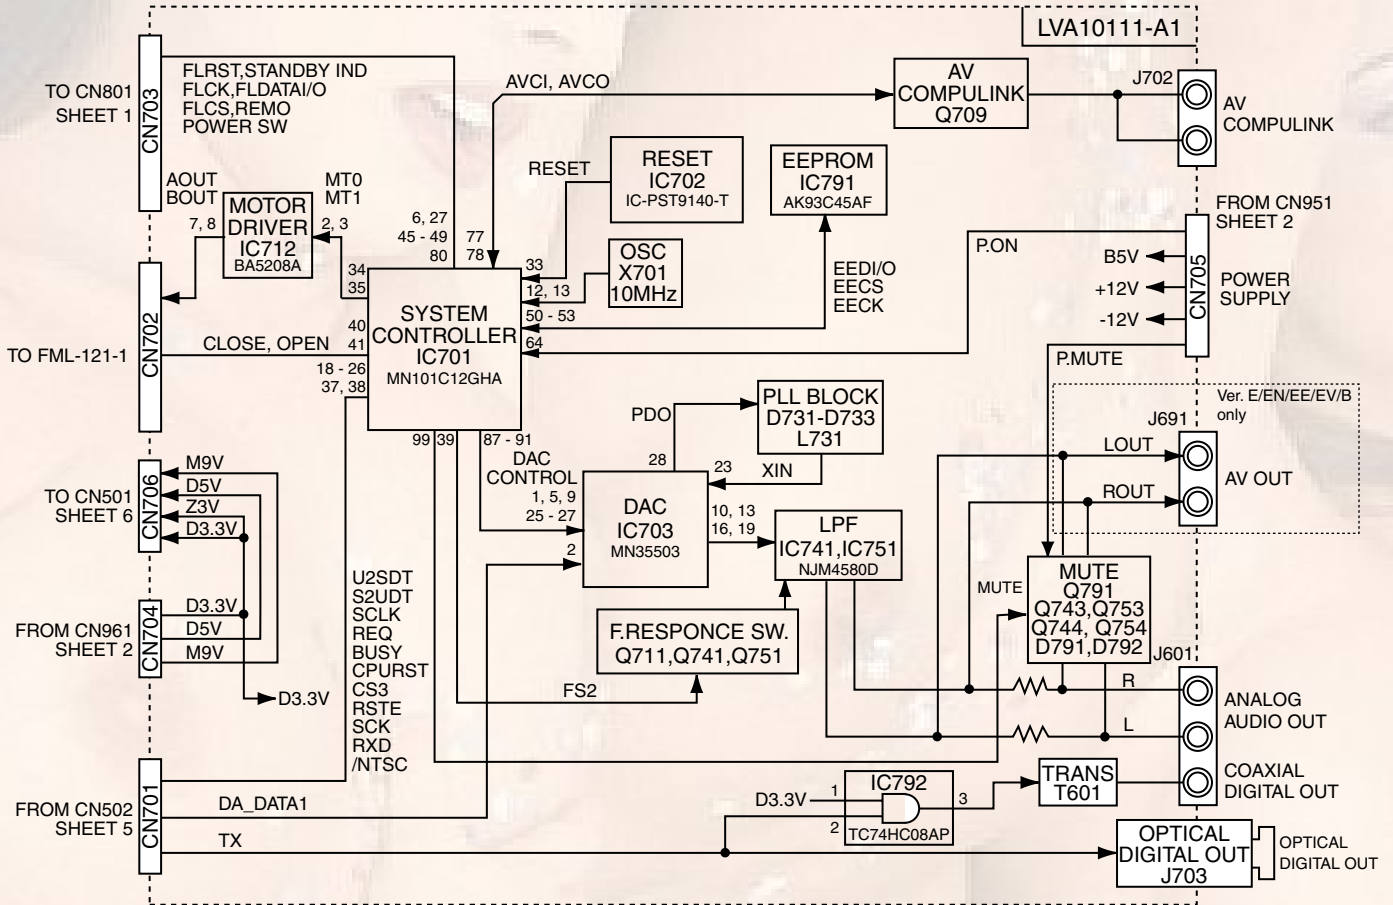 LVA10111-A1
TO CN801
SHEET 1
CN703
FLRST,STANDBY IND
FLCK,FLDATAI/O
FLCS,REMO
POWER SW
AVCI, AVCO
AV
COMPULINK
Q709
J702
AV
COMPULINK
RESET
RESET
IC702
IC-PST9140-T
EEPROM
IC791
AK93C45AF
AOUT
BOUT
7, 8
MOTOR
DRIVER
IC712
BA5208A
MT0
MT1
2, 3
6, 27
45 - 49
80
77
78
OSC
X701
10MHz
EEDI/O
EECS
EECK
FROM CN951
SHEET 2
P.ON
B5V
+12V
-12V
CN705
POWER
SUPPLY
P.MUTE
34
35
33
12, 13
50 - 53
64
SYSTEM
CONTROLLER
IC701
MN101C12GHA
TO FML-121-1
CN702
CLOSE, OPEN
40
41
18 - 26
37, 38
99
39
87 - 91
DAC
CONTROL
1, 5, 9
25 - 27
2
PDO
28
PLL BLOCK
D731-D733
L731
23
XIN
DAC
IC703
MN35503
10, 13
16, 19
LPF
IC741,IC751
NJM4580D
Ver. E/EN/EE/EV/B
only
J691
LOUT
ROUT
AV OUT
TO CN501
SHEET 6
CN706
M9V
D5V
Z3V
D3.3V
FROM CN961
SHEET 2
CN704
D3.3V
D5V
M9V
D3.3V
U2SDT
S2UDT
SCLK
REQ
BUSY
CPURST
CS3
RSTE
SCK
RXD
/NTSC
F.RESPONCE SW.
Q711,Q741,Q751
FS2
MUTE
MUTE
Q791
Q743,Q753
Q744, Q754
D791,D792
J601
R
L
ANALOG
AUDIO OUT
COAXIAL
DIGITAL OUT
FROM CN502
SHEET 5
CN701
DA_DATA1
TX
D3.3V
1
2
IC792
TC74HC08AP
3
TRANS
T601
OPTICAL
DIGITAL OUT
J703
OPTICAL
DIGITAL OUT